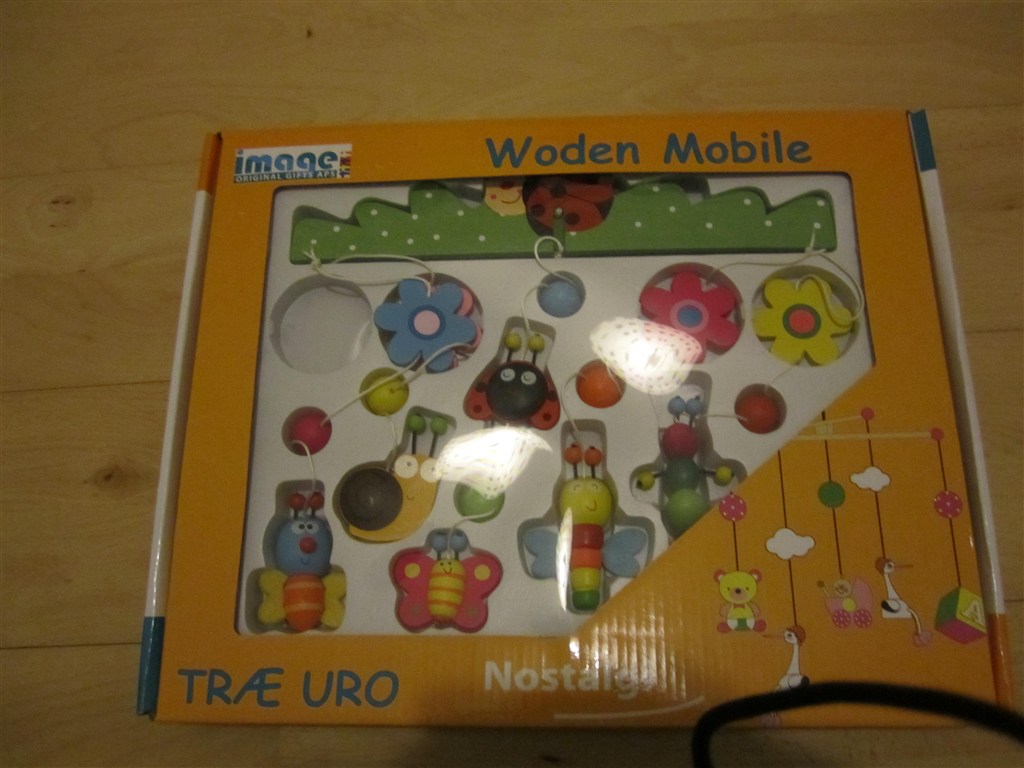 image
ORIGINAL GIFTS APS
Woden Mobile
TRÆ URO